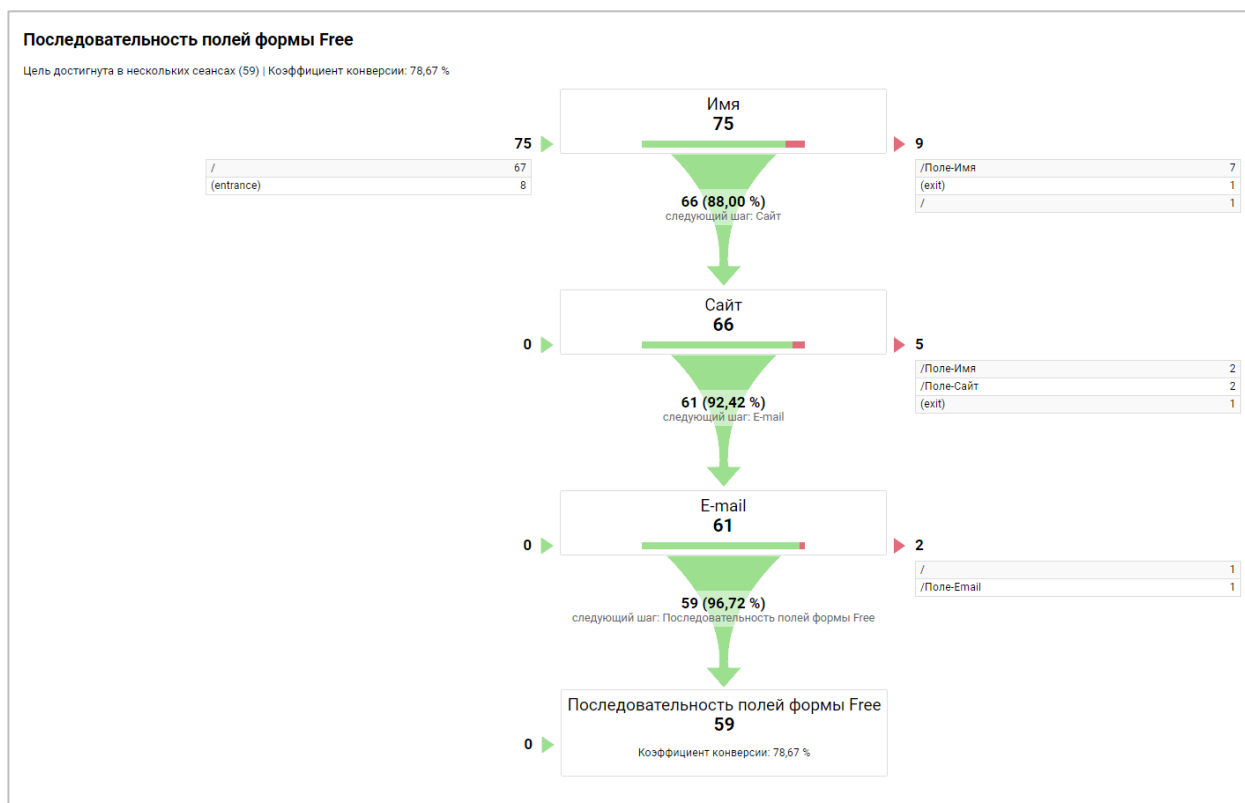 Последовательность полей формы Free
Цель достигнута в нескольких сеансах (59) | Коэффициент конверсии: 78,67 %
Имя
75
75
/ 67
(entrance) 8
9
/Поле-Имя 7
(exit) 1
/ 1
66 (88,00 %)
следующий шаг: Сайт
Сайт
66
0
5
/Поле-Имя 2
/Поле-Сайт 2
(exit) 1
61 (92,42 %)
следующий шаг: E-mail
E-mail
61
0
2
/ 1
/Поле-Email 1
59 (96,72 %)
следующий шаг: Последовательность полей формы Free
Последовательность полей формы Free
59
0
Коэффициент конверсии: 78,67 %